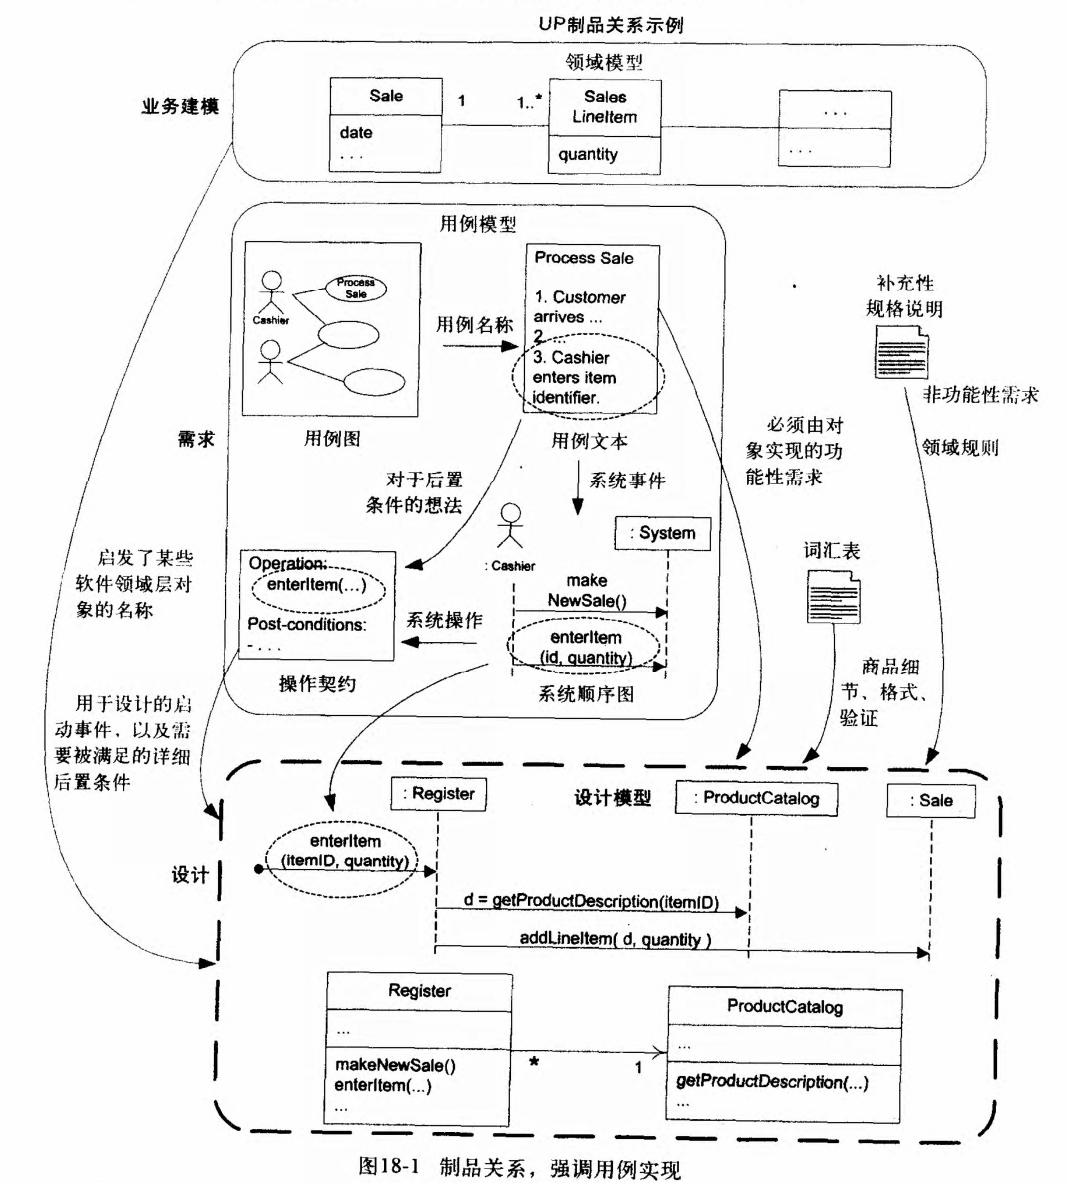 UP制品关系示例
领域模型
业务建模
Sale
date
. . .
1
1..*
Sales
LineItem
quantity
. . .
. . .
用例模型
Process
Sale
Cashier
用例图
用例名称
Process Sale
1. Customer
arrives ...
2. ...
3. Cashier
enters item
identifier.
用例文本
补充性
规格说明
非功能性需求
领域规则
需求
必须由对
象实现的功
能性需求
对于后置
条件的想法
系统事件
: System
: Cashier
make
NewSale()
enterItem
(id, quantity)
系统顺序图
词汇表
启发了某些
软件领域层对
象的名称
Operation:
enterItem(...)
Post-conditions:
- . . .
系统操作
操作契约
商品细
节、格式、
验证
用于设计的启
动事件，以及需
要被满足的详细
后置条件
: Register
设计模型
: ProductCatalog
: Sale
enterItem
(itemID, quantity)
设计
d = getProductDescription(itemID)
addLineItem( d, quantity )
Register
...
makeNewSale()
enterItem(...)
...
*
1
ProductCatalog
...
getProductDescription(...)
...
图18-1 制品关系，强调用例实现